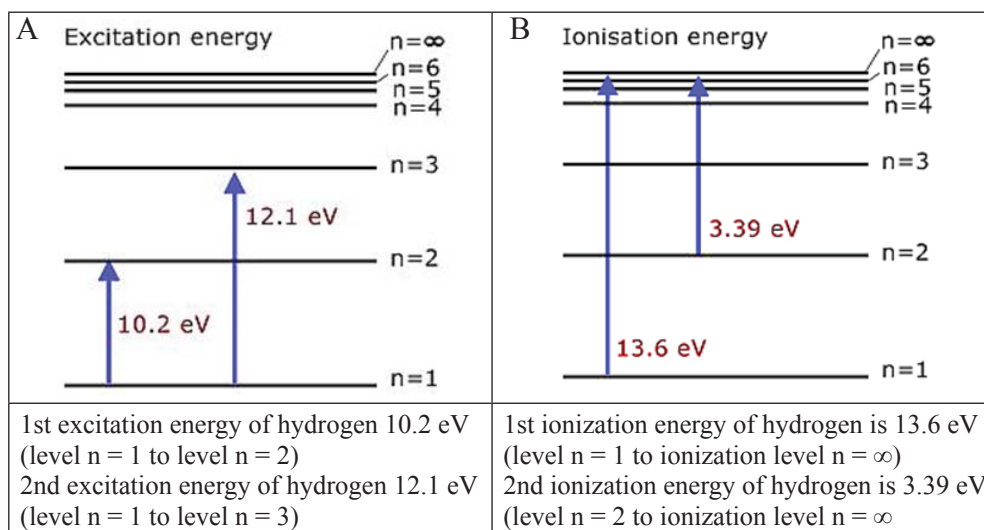 A
Excitation energy
n=∞
n=6
n=5
n=4
n=3
12.1 eV
n=2
10.2 eV
n=1
1st excitation energy of hydrogen 10.2 eV
(level n = 1 to level n = 2)
2nd excitation energy of hydrogen 12.1 eV
(level n = 1 to level n = 3)
B
Ionisation energy
n=∞
n=6
n=5
n=4
n=3
3.39 eV
n=2
13.6 eV
n=1
1st ionization energy of hydrogen is 13.6 eV
(level n = 1 to ionization level n = ∞)
2nd ionization energy of hydrogen is 3.39 eV
(level n = 2 to ionization level n = ∞